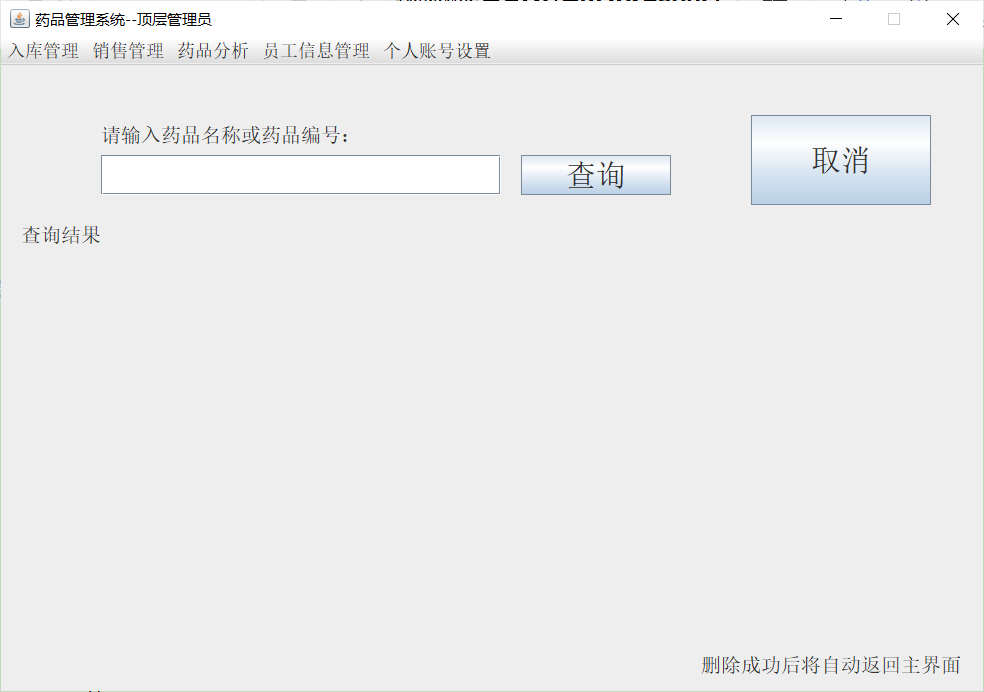 药品管理系统--顶层管理员
入库管理 销售管理 药品分析 员工信息管理 个人账号设置
请输入药品名称或药品编号：
查询
取消
查询结果
删除成功后将自动返回主界面